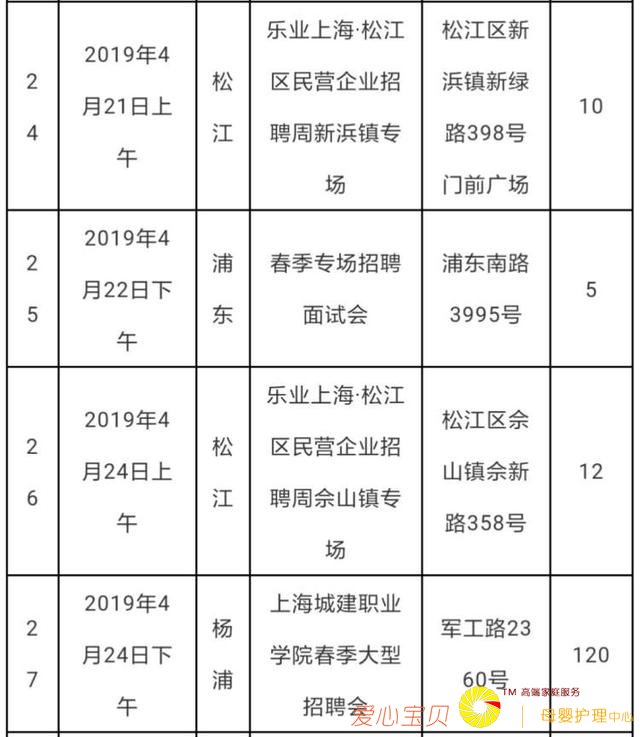 24
2019年4月21日上午
松江
乐业上海·松江区民营企业招聘周新浜镇专场
松江区新浜镇新绿路398号门前广场
10
25
2019年4月22日下午
浦东
春季专场招聘面试会
浦东南路3995号
5
26
2019年4月24日上午
松江
乐业上海·松江区民营企业招聘周佘山镇专场
松江区佘山镇佘新路358号
12
27
2019年4月24日下午
杨浦
上海城建职业学院春季大型招聘会
军工路2360号
120
爱心宝贝
TM 高端家庭服务
母婴护理中心